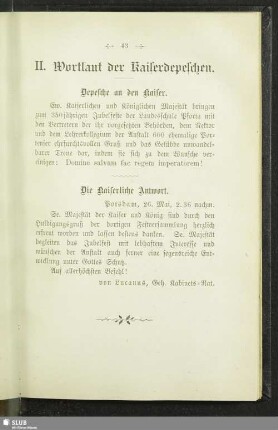 43
II. Wortlaut der Kaiserdepeschen.
Depesche an den Kaiser.
Ew. Kaiserlichen und Königlichen Majestät bringen
zum 350jährigen Jubelfeste der Landesschule Pforta mit
den Vertretern der ihr vorgesetzten Behörden, dem Rektor
und dem Lehrerkollegium der Anstalt 600 ehemalige Pfor-
tenser ehrfurchtsvollen Gruß und das Gelübde unwandel-
barer Treue dar, indem sie sich zu dem Wunsche ver-
einigen: Domine salvum fac regem imperatorem!
Die Kaiserliche Antwort.
Potsdam, 26. Mai, 2.36 nachm.
Se. Majestät der Kaiser und König sind durch den
Huldigungsgruß der dortigen Festversammlung herzlich
erfreut worden und lassen bestens danken. Se. Majestät
begleiten das Jubelfest mit lebhaftem Interesse und
wünschen der Anstalt auch ferner eine segensreiche Ent-
wicklung unter Gottes Schutz.
Auf allerhöchsten Befehl!
von Lucanus, Geh. Kabinets-Rat.
SLUB